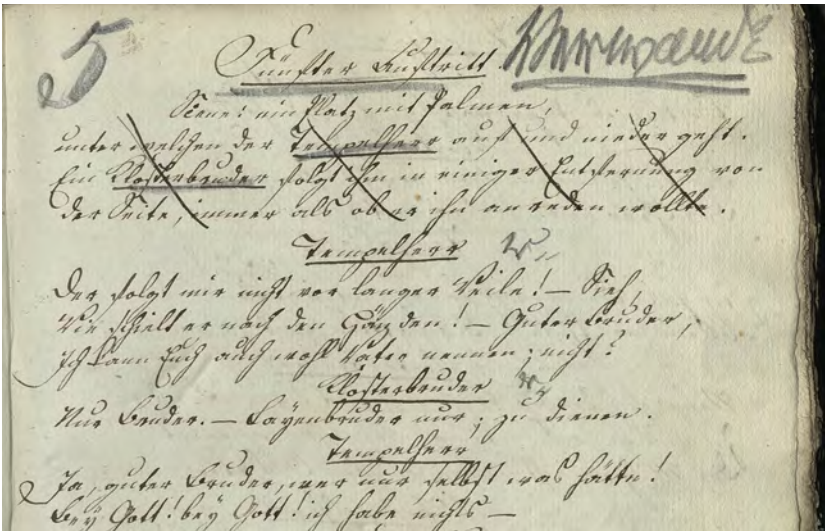 5
Fünfter Auftritt.
Scene: ein Platz mit Palmen,
unter welchen der Tempelherr auf und nieder geht.
Ein Klosterbruder folgt ihm in einiger Entfernung von
der Seite, immer als ob er ihn anreden wollte.
Tempelherr
Der folgt mir nicht vor langer Weile! — Sieh,
Wie schielt er nach den Händen! — Guter Bruder,
Ich kann Euch auch wohl Vater nennen; nicht?
Klosterbruder
Nur Bruder. — Layenbruder nur; zu dienen.
Tempelherr
Ja, guter Bruder, wer nur selbst was hätte!
Bey Gott! bey Gott! ich habe nichts —